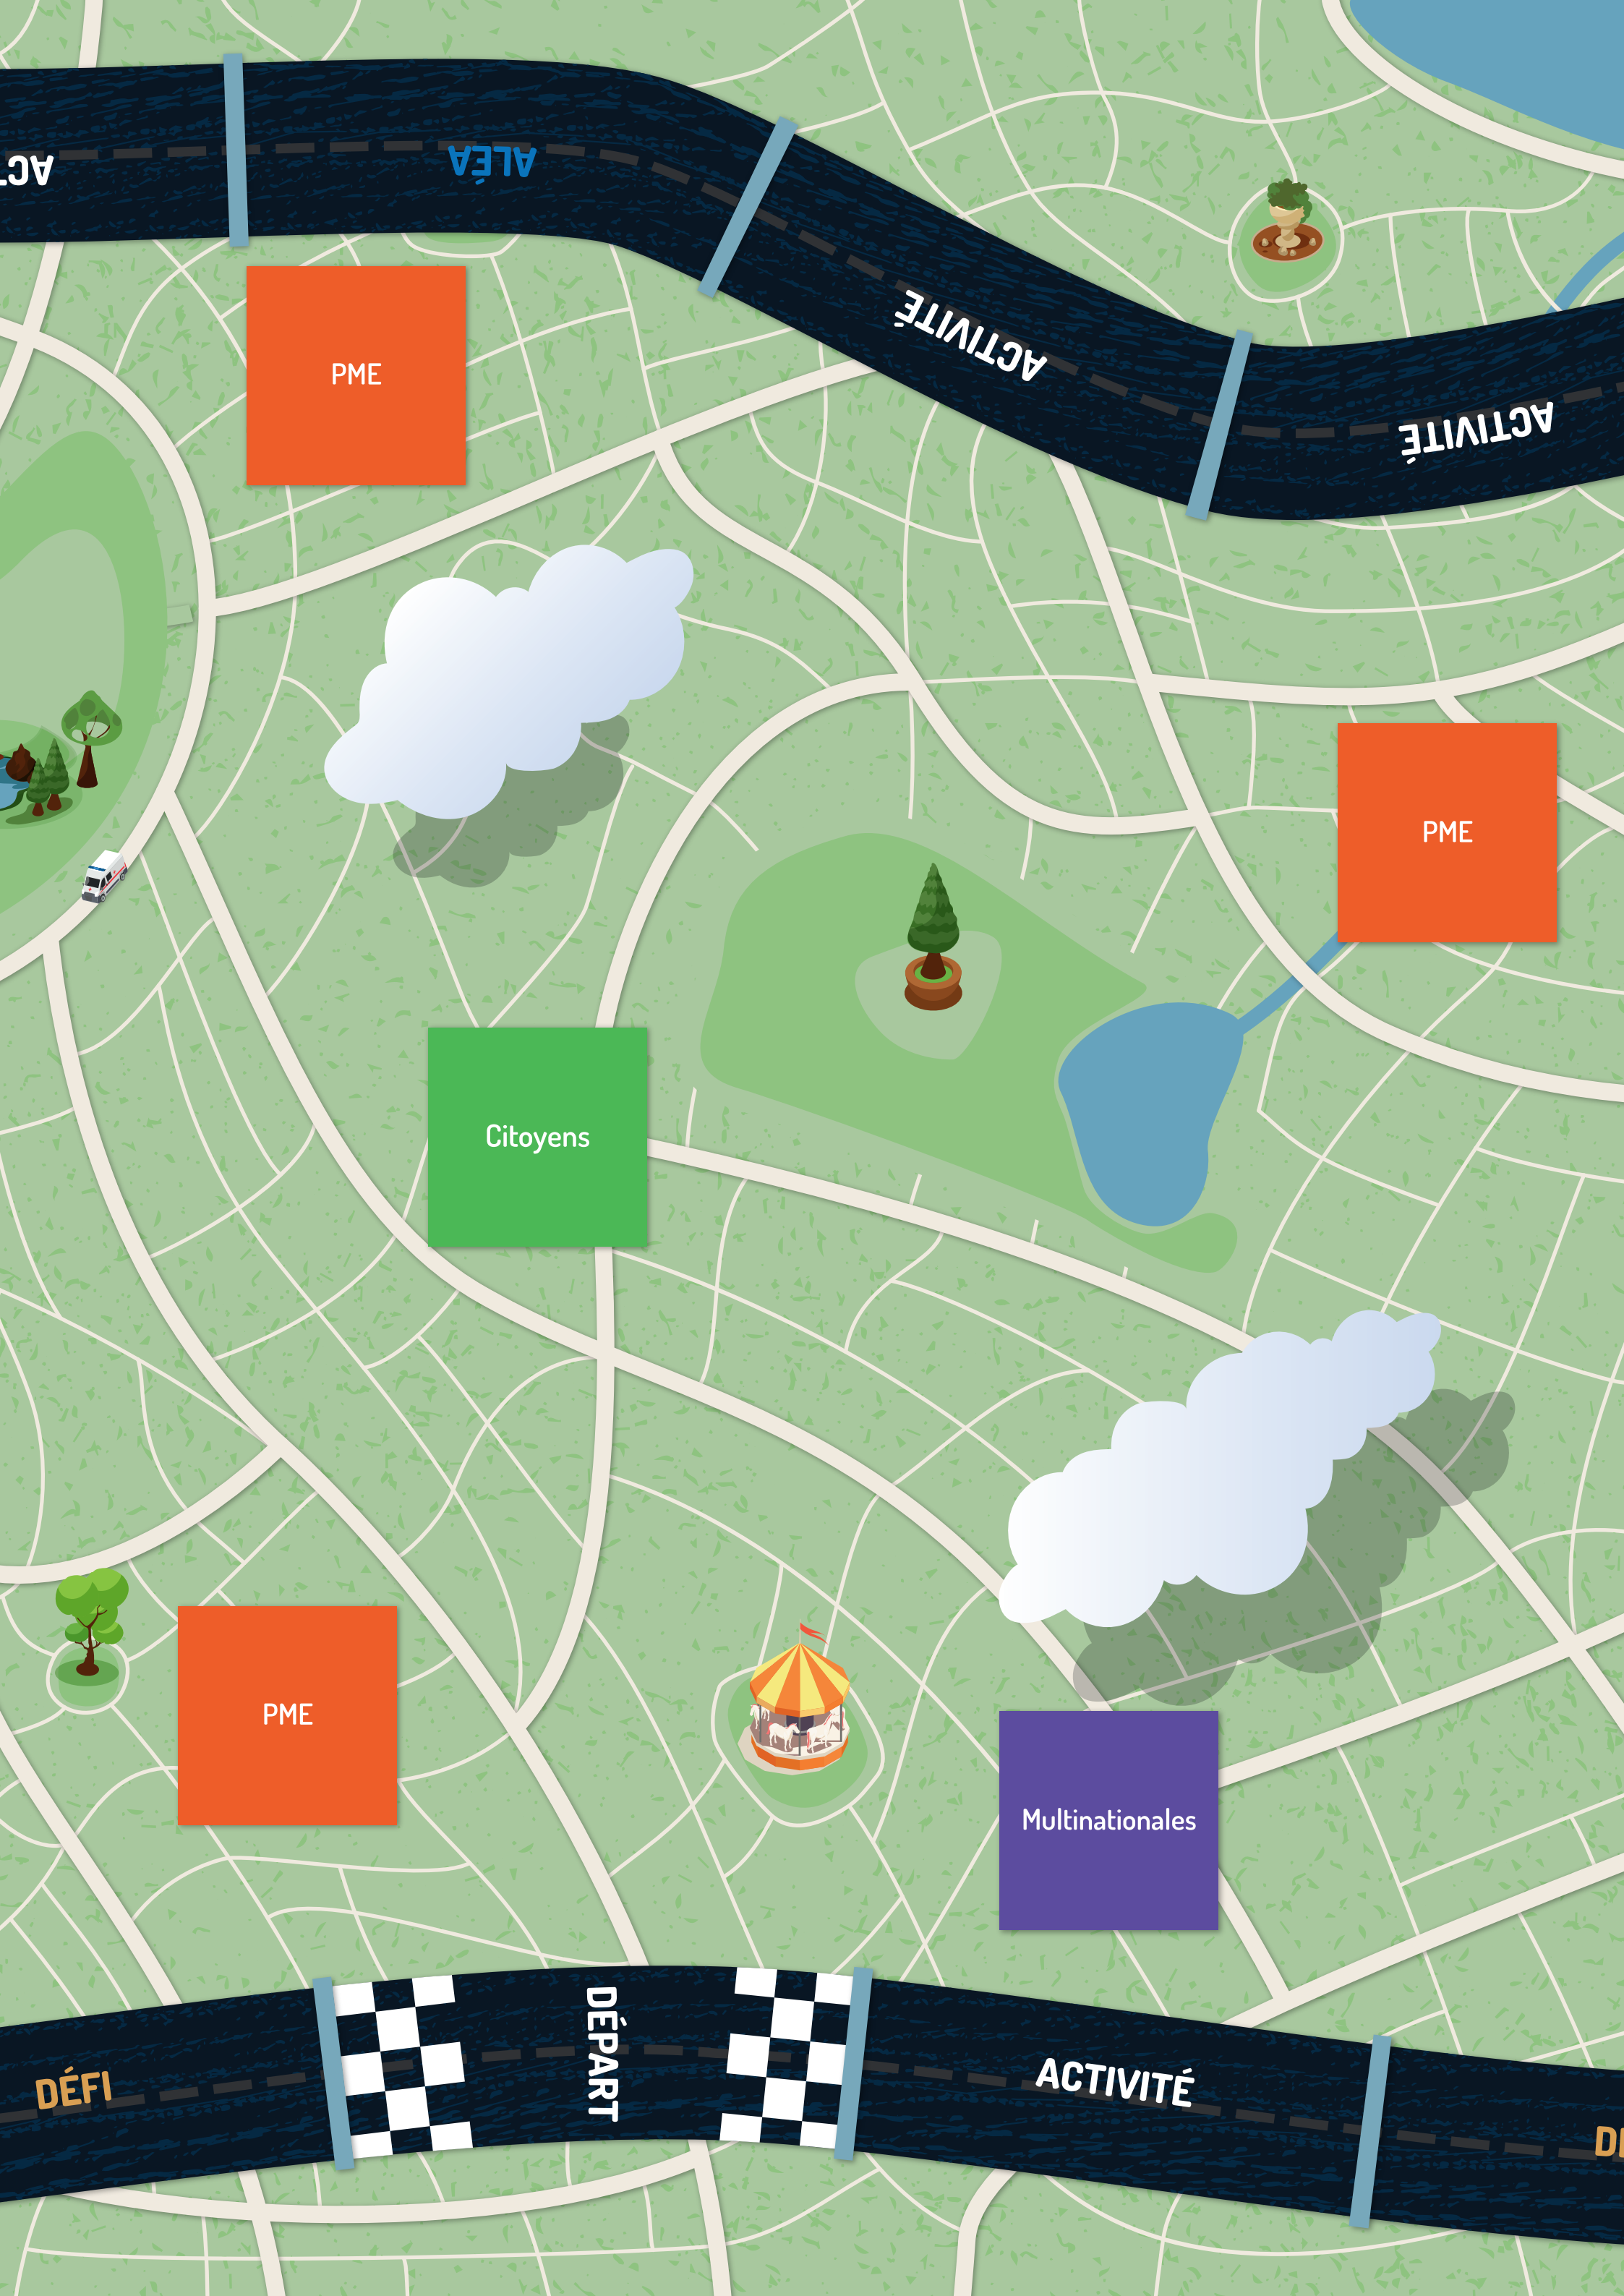 ALÉA
ACTIVITÉ
ACTIVITÉ
PME
PME
Citoyens
PME
Multinationales
DÉPART
ACTIVITÉ
DÉFI